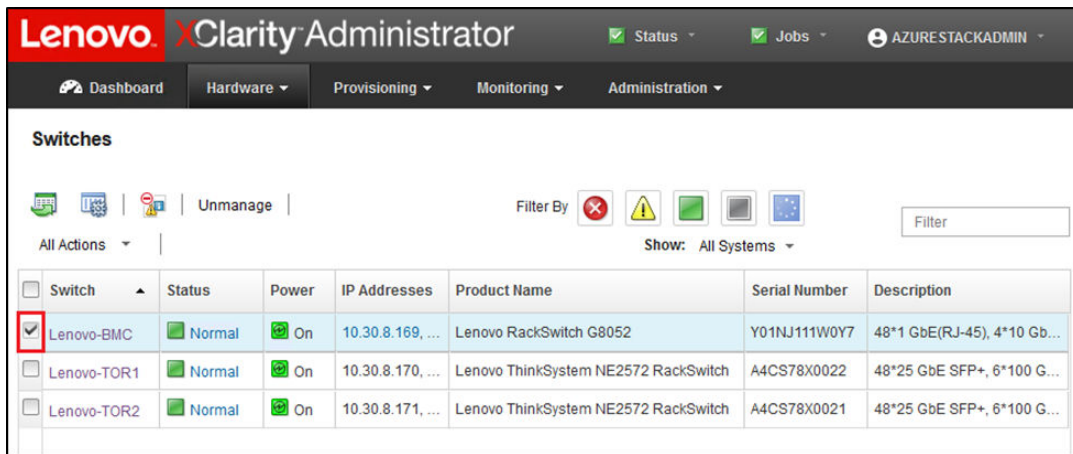 Lenovo. XClarity Administrator Status Jobs AZURESTACKADMIN
Dashboard Hardware Provisioning Monitoring Administration
Switches
Unmanage Filter By Filter
All Actions Show: All Systems
Switch Status Power IP Addresses Product Name Serial Number Description
Lenovo-BMC Normal On 10.30.8.169, ... Lenovo RackSwitch G8052 Y01NJ111W0Y7 48*1 GbE(RJ-45), 4*10 Gb...
Lenovo-TOR1 Normal On 10.30.8.170, ... Lenovo ThinkSystem NE2572 RackSwitch A4CS78X0022 48*25 GbE SFP+, 6*100 G...
Lenovo-TOR2 Normal On 10.30.8.171, ... Lenovo ThinkSystem NE2572 RackSwitch A4CS78X0021 48*25 GbE SFP+, 6*100 G...